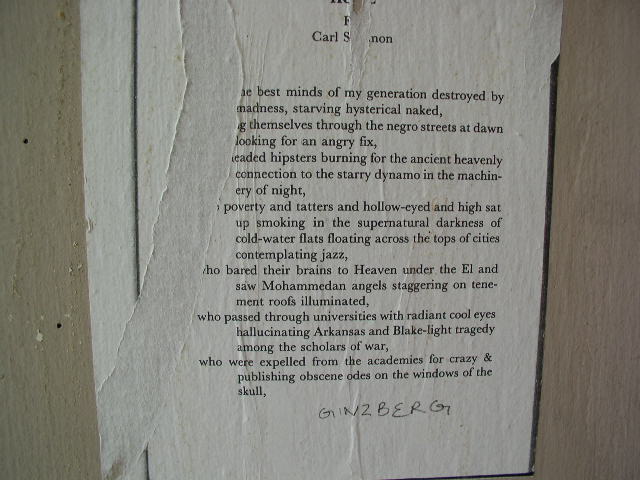 Carl
best minds of my generation destroyed by
madness, starving hysterical naked,
themselves through the negro streets at dawn
looking for an angry fix,
hipsters burning for the ancient heavenly
connection to the starry dynamo in the machin-
ery of night,
poverty and tatters and hollow-eyed and high sat
up smoking in the supernatural darkness of
cold-water flats floating across the tops of cities
contemplating jazz,
who bared their brains to Heaven under the El and
saw Mohammedan angels staggering on tene-
ment roofs illuminated,
who passed through universities with radiant cool eyes
hallucinating Arkansas and Blake-light tragedy
among the scholars of war,
who were expelled from the academies for crazy &
publishing obscene odes on the windows of the
skull,
GINZBERG